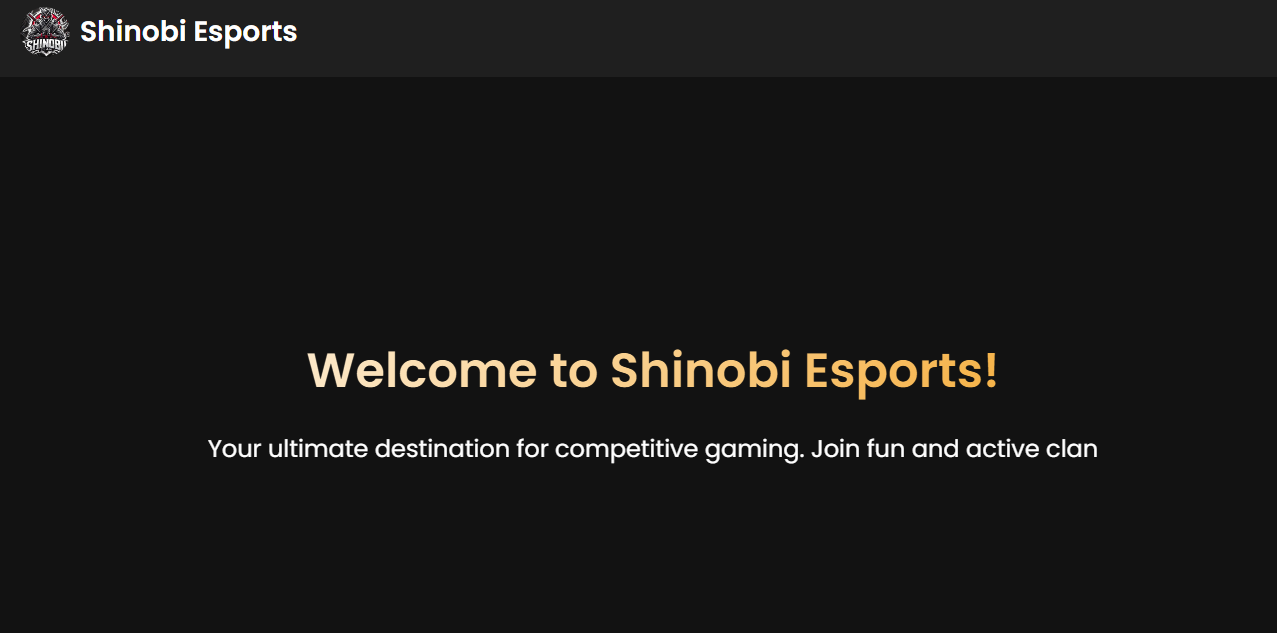 SHINOBI
Shinobi Esports
Welcome to Shinobi Esports!
Your ultimate destination for competitive gaming. Join fun and active clan